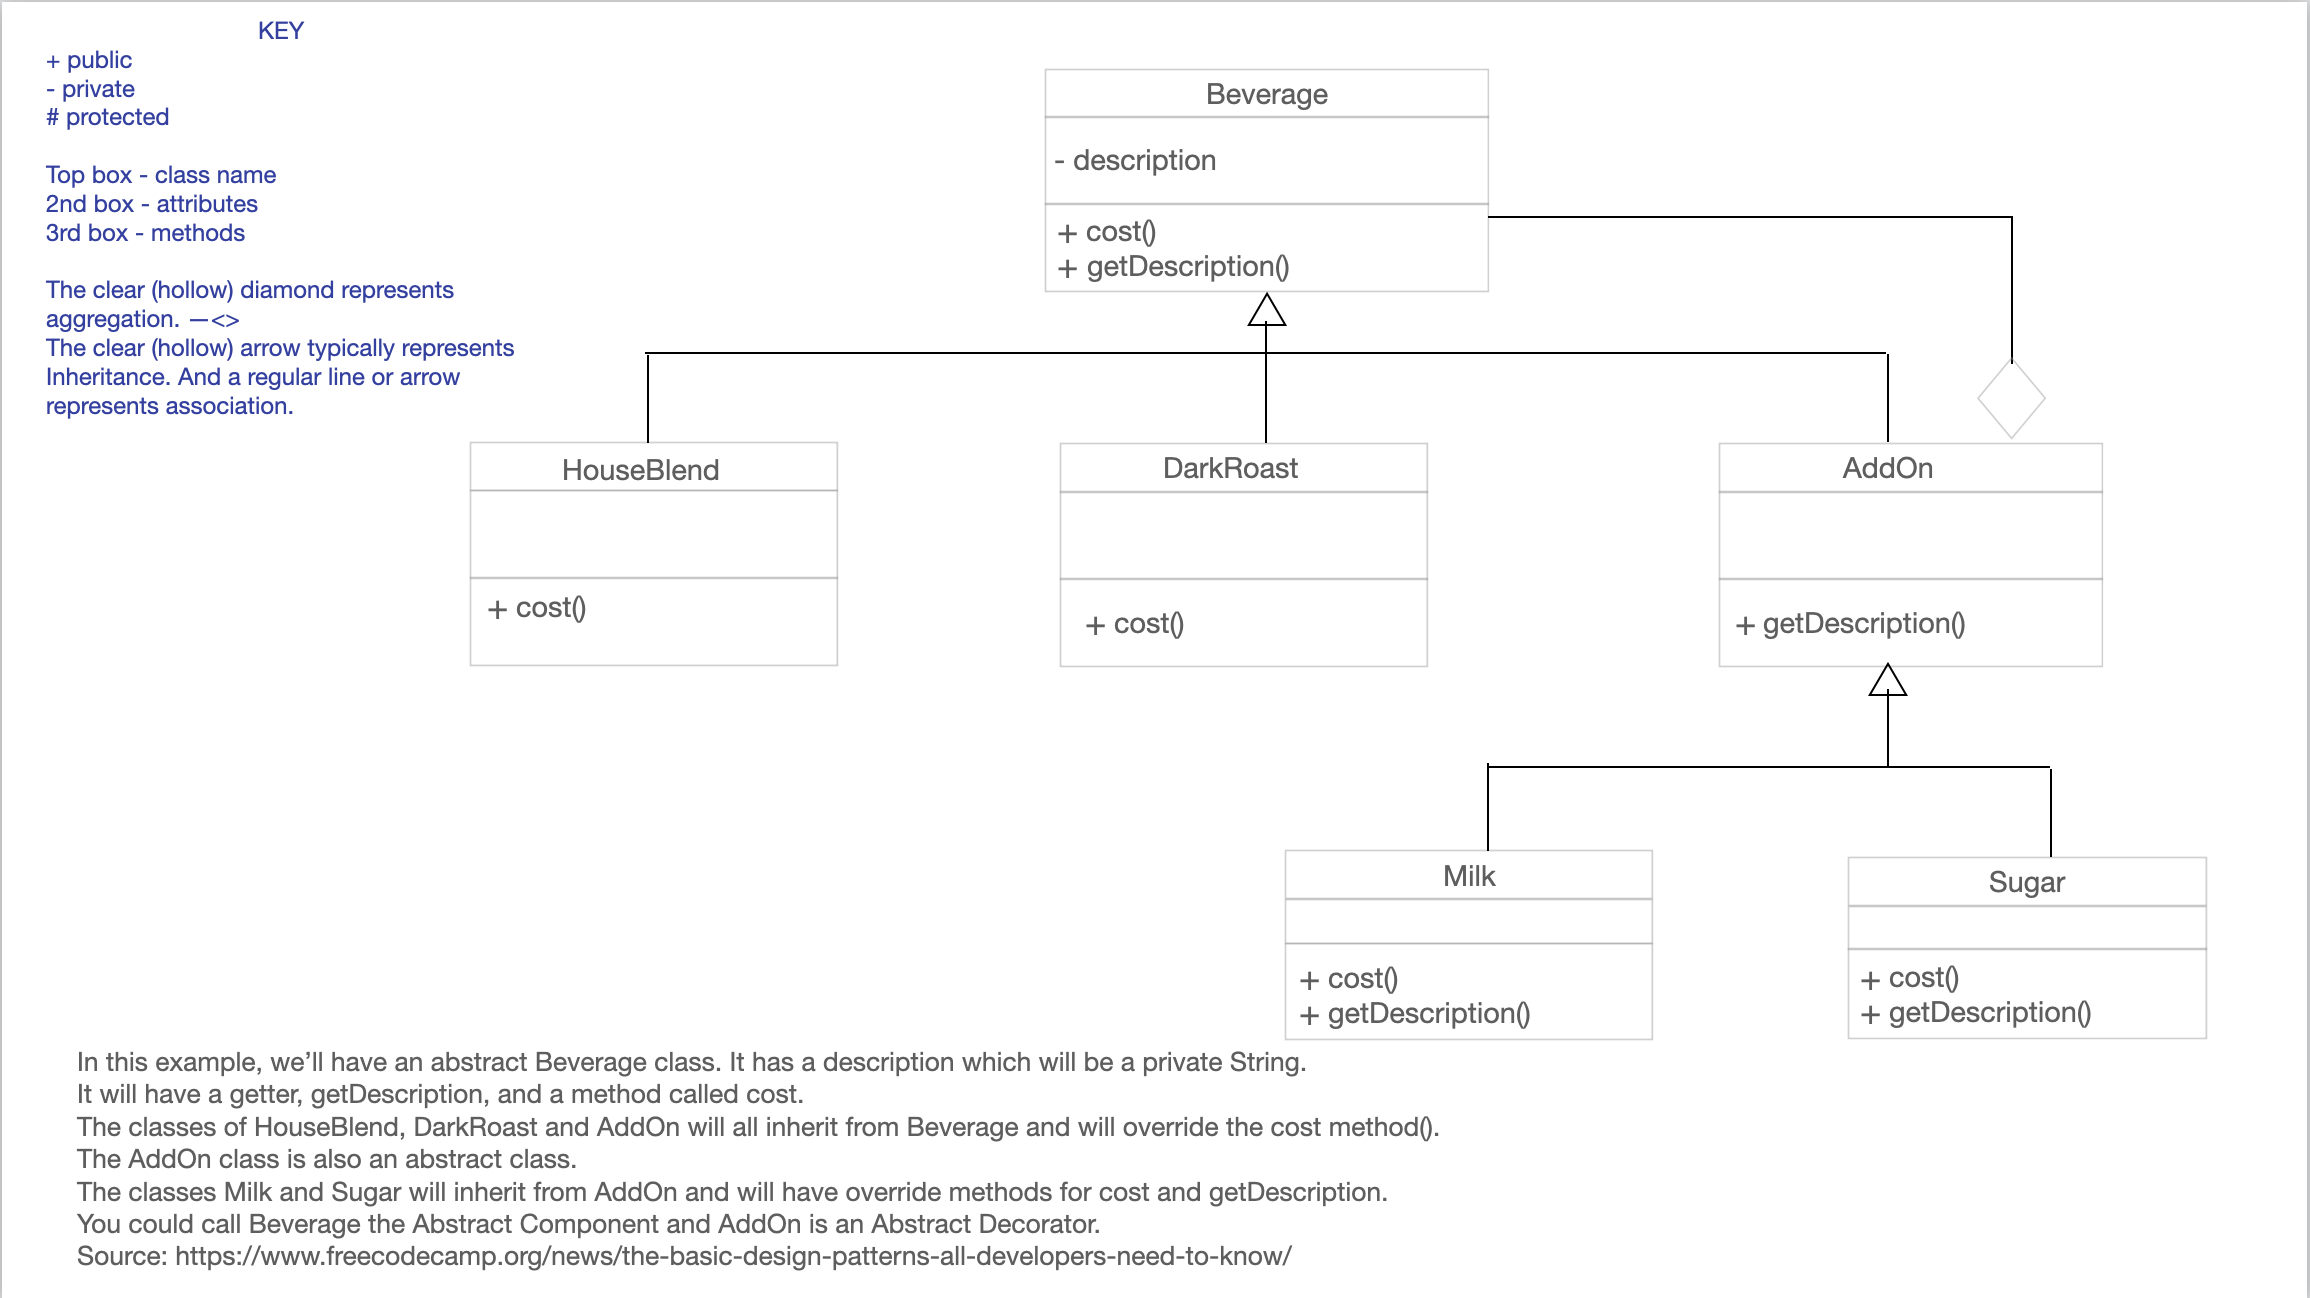 KEY
+ public
- private
# protected
Top box - class name
2nd box - attributes
3rd box - methods
The clear (hollow) diamond represents
aggregation. —<>
The clear (hollow) arrow typically represents
Inheritance. And a regular line or arrow
represents association.
Beverage
- description
+ cost()
+ getDescription()
HouseBlend
+ cost()
DarkRoast
+ cost()
AddOn
+ getDescription()
Milk
+ cost()
+ getDescription()
Sugar
+ cost()
+ getDescription()
In this example, we’ll have an abstract Beverage class. It has a description which will be a private String.
It will have a getter, getDescription, and a method called cost.
The classes of HouseBlend, DarkRoast and AddOn will all inherit from Beverage and will override the cost method().
The AddOn class is also an abstract class.
The classes Milk and Sugar will inherit from AddOn and will have override methods for cost and getDescription.
You could call Beverage the Abstract Component and AddOn is an Abstract Decorator.
Source: https://www.freecodecamp.org/news/the-basic-design-patterns-all-developers-need-to-know/